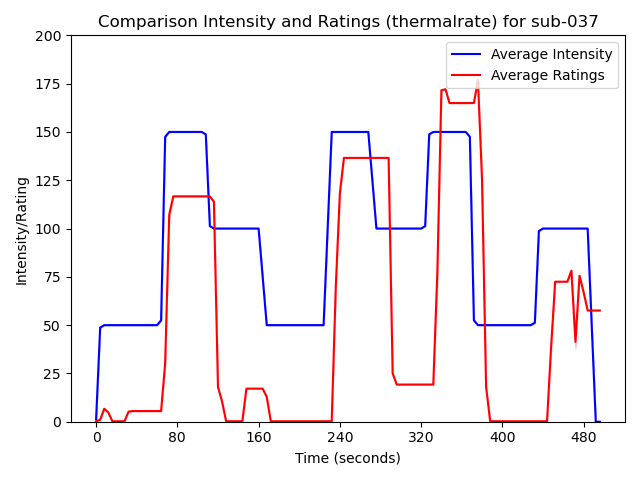 Comparison Intensity and Ratings (thermalrate) for sub-037
200
175
150
125
100
75
50
25
0
Intensity/Rating
Average Intensity
Average Ratings
0 80 160 240 320 400 480
Time (seconds)